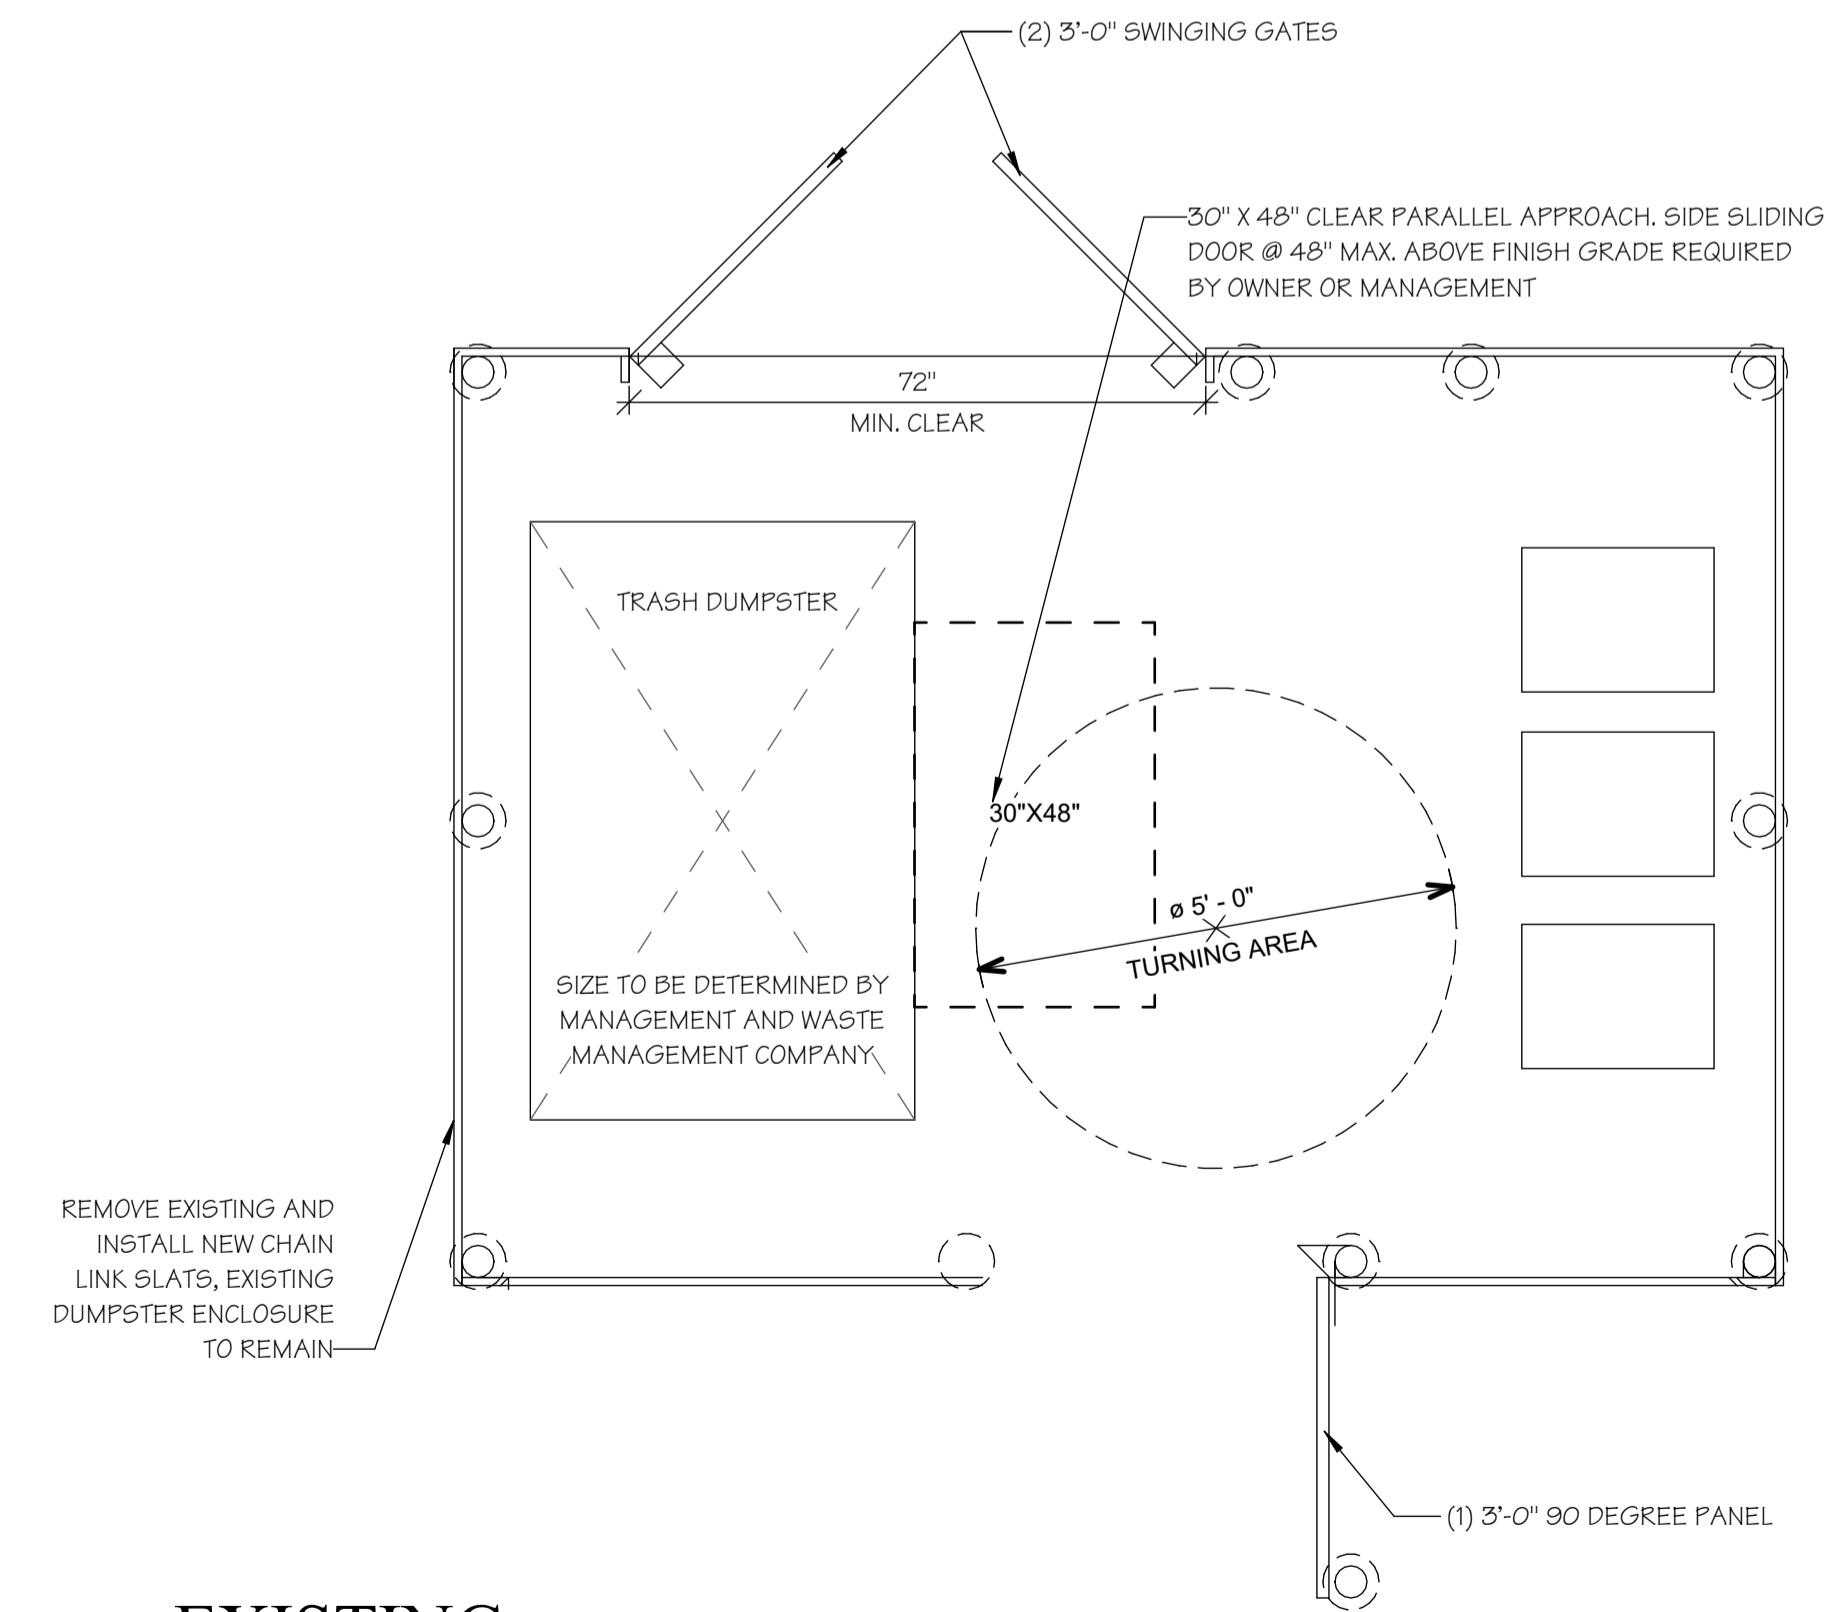 (2) 3'-0" SWINGING GATES
30" X 48" CLEAR PARALLEL APPROACH. SIDE SLIDING
DOOR @ 48" MAX. ABOVE FINISH GRADE REQUIRED
BY OWNER OR MANAGEMENT
72"
MIN. CLEAR
TRASH DUMPSTER
30"X48"
ø 5' - 0"
TURNING AREA
SIZE TO BE DETERMINED BY
MANAGEMENT AND WASTE
MANAGEMENT COMPANY
REMOVE EXISTING AND
INSTALL NEW CHAIN
LINK SLATS, EXISTING
DUMPSTER ENCLOSURE
TO REMAIN
(1) 3'-0" 90 DEGREE PANEL
EXISTING